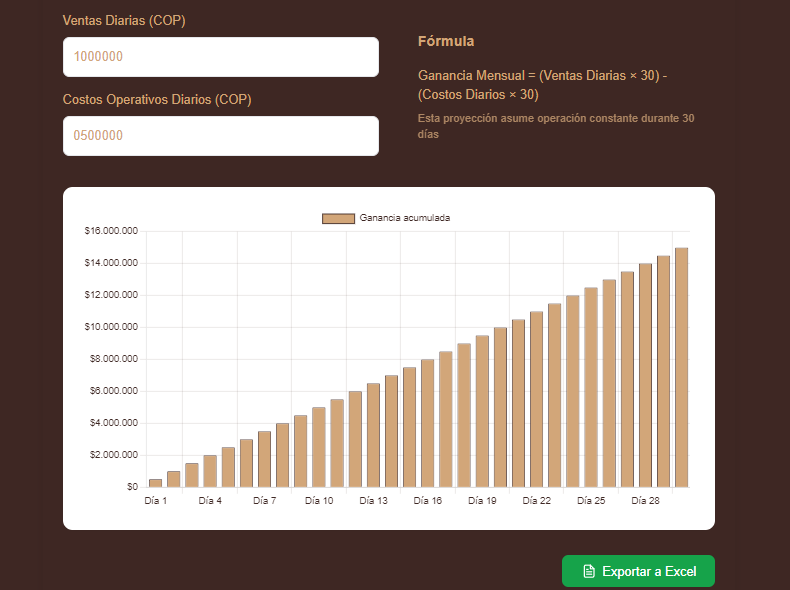 Ventas Diarias (COP)
1000000
Costos Operativos Diarios (COP)
0500000
Fórmula
Ganancia Mensual = (Ventas Diarias × 30) -
(Costos Diarios × 30)
Esta proyección asume operación constante durante 30
días
Ganancia acumulada
$16.000.000
$14.000.000
$12.000.000
$10.000.000
$8.000.000
$6.000.000
$4.000.000
$2.000.000
$0
Día 1 Día 4 Día 7 Día 10 Día 13 Día 16 Día 19 Día 22 Día 25 Día 28
Exportar a Excel